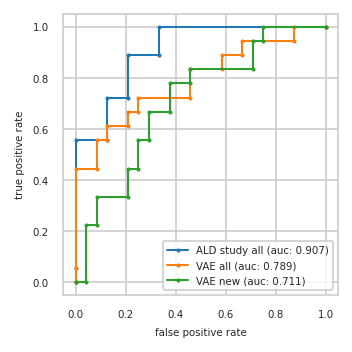 1.0
0.8
0.6
0.4
0.2
0.0
true positive rate
ALD study all (auc: 0.907)
VAE all (auc: 0.789)
VAE new (auc: 0.711)
0.0 0.2 0.4 0.6 0.8 1.0
false positive rate